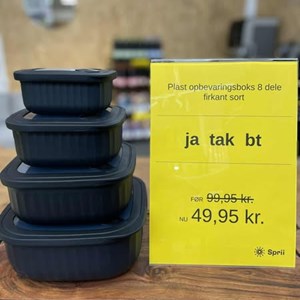 Plast opbevaringsboks 8 dele
firkant sort
ja tak bt
FØR 99,95 kr.
NU 49,95 kr.
Sprii